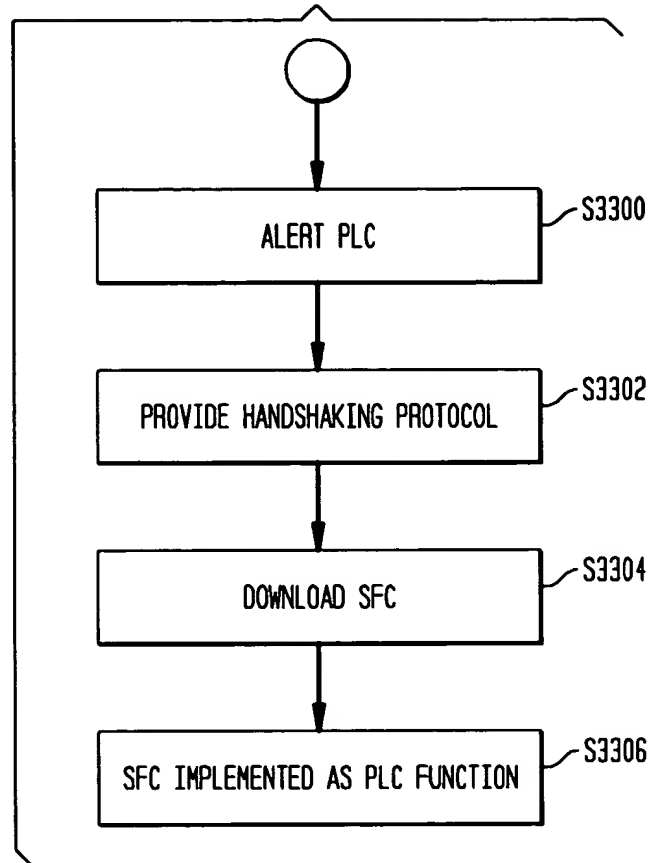 ALERT PLC
S3300
PROVIDE HANDSHAKING PROTOCOL
S3302
DOWNLOAD SFC
S3304
SFC IMPLEMENTED AS PLC FUNCTION
S3306